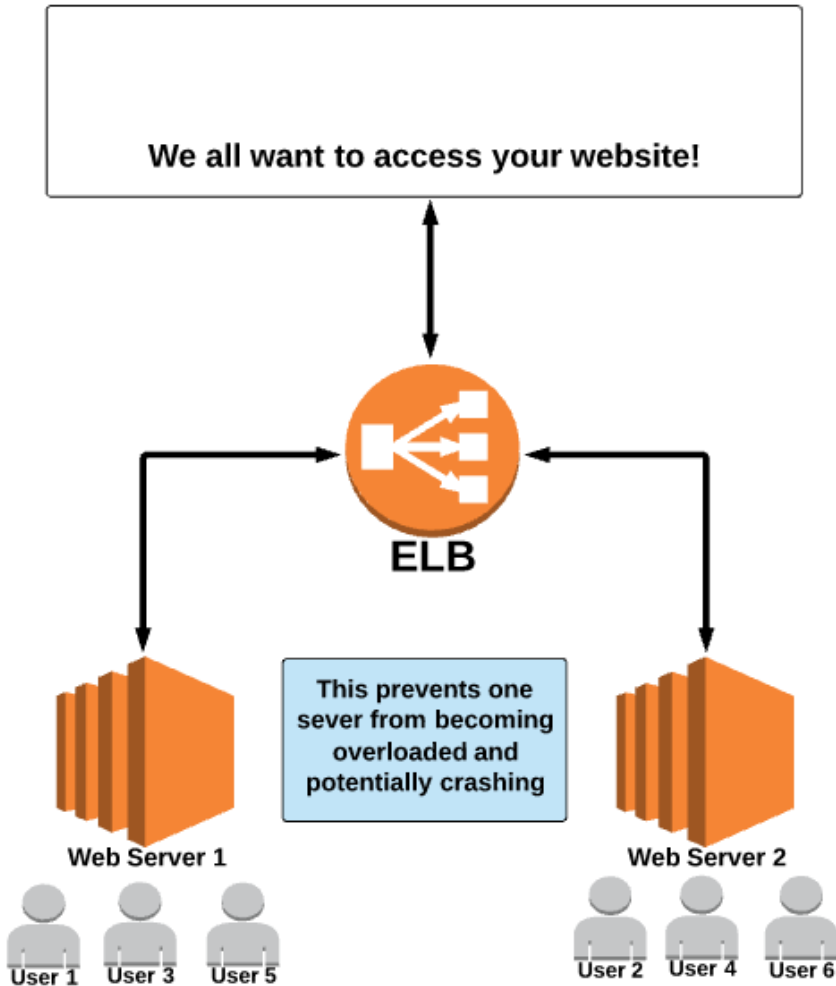 We all want to access your website!
ELB
This prevents one
sever from becoming
overloaded and
potentially crashing
Web Server 1
Web Server 2
User 1
User 3
User 5
User 2
User 4
User 6